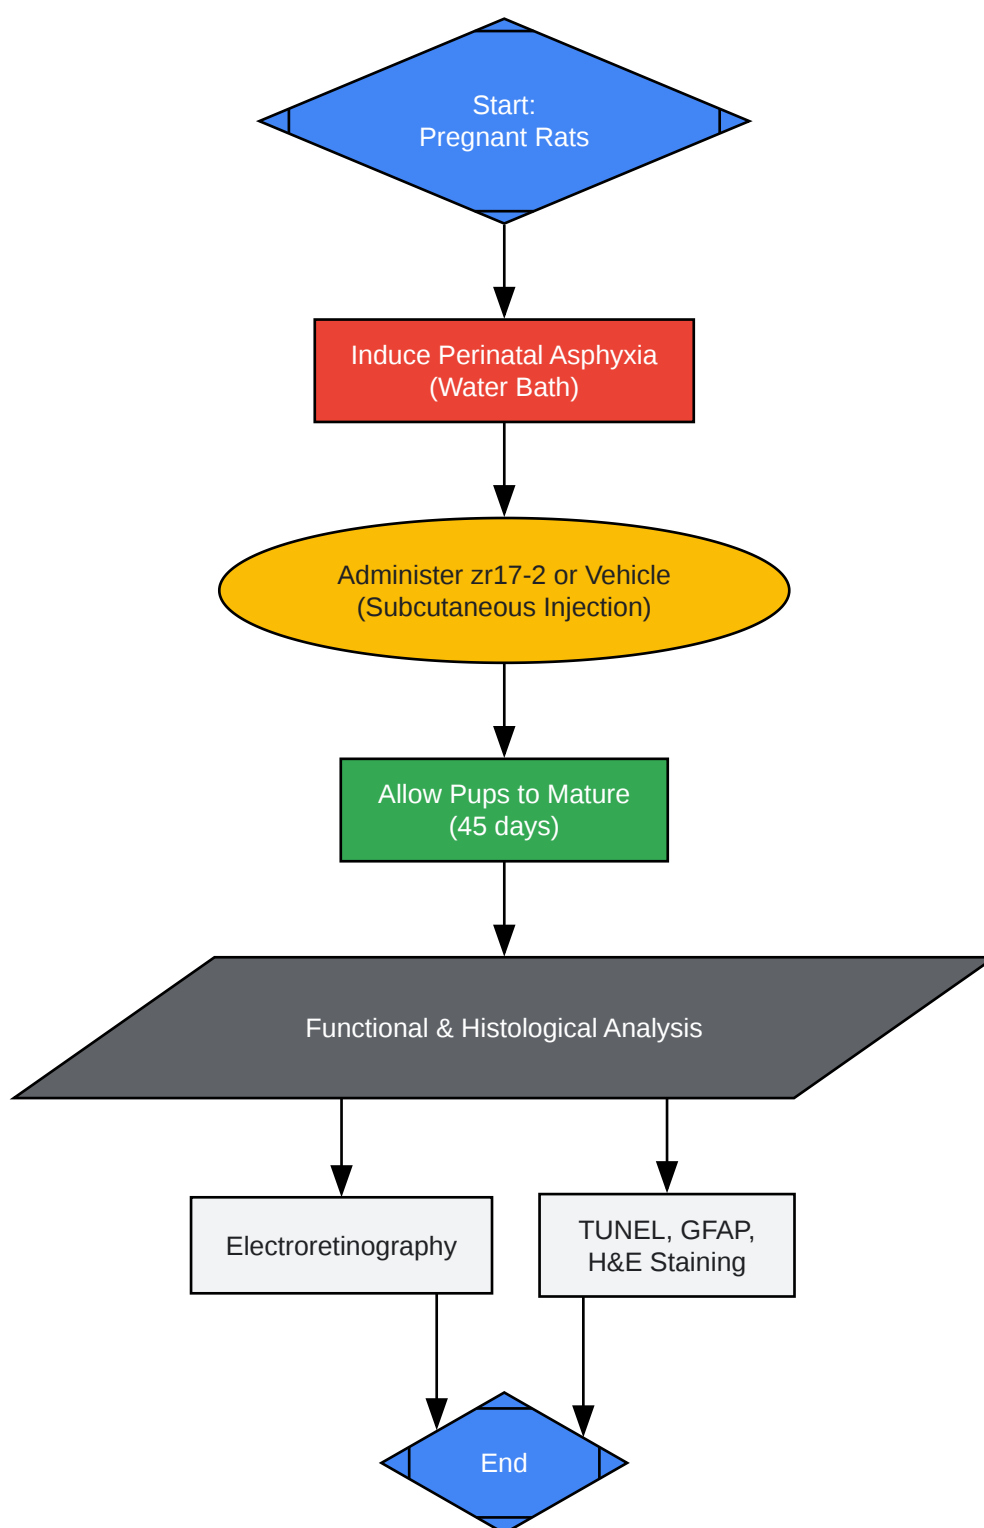 Start:
Pregnant Rats
Induce Perinatal Asphyxia
(Water Bath)
Administer zr17-2 or Vehicle
(Subcutaneous Injection)
Allow Pups to Mature
(45 days)
Functional & Histological Analysis
Electroretinography
TUNEL, GFAP,
H&E Staining
End